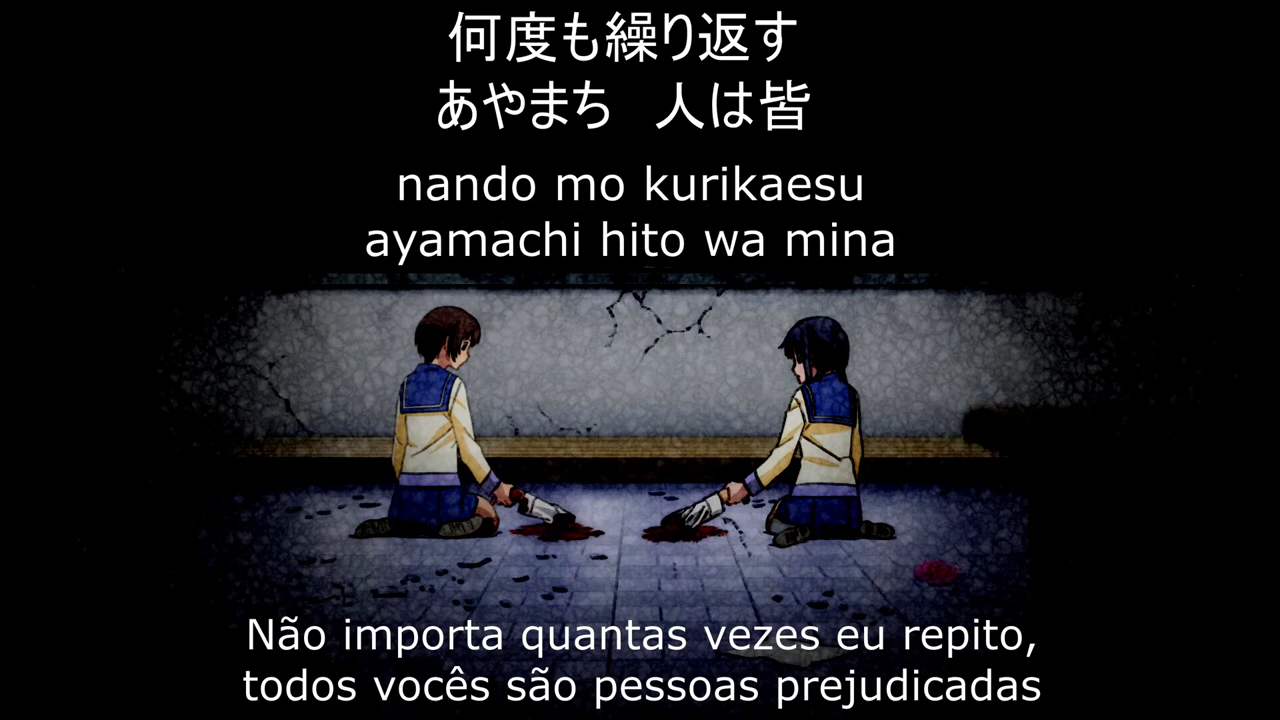 何度も繰り返す
あやまち　人は皆
nando mo kurikaesu
ayamachi hito wa mina
Não importa quantas vezes eu repito,
todos vocês são pessoas prejudicadas